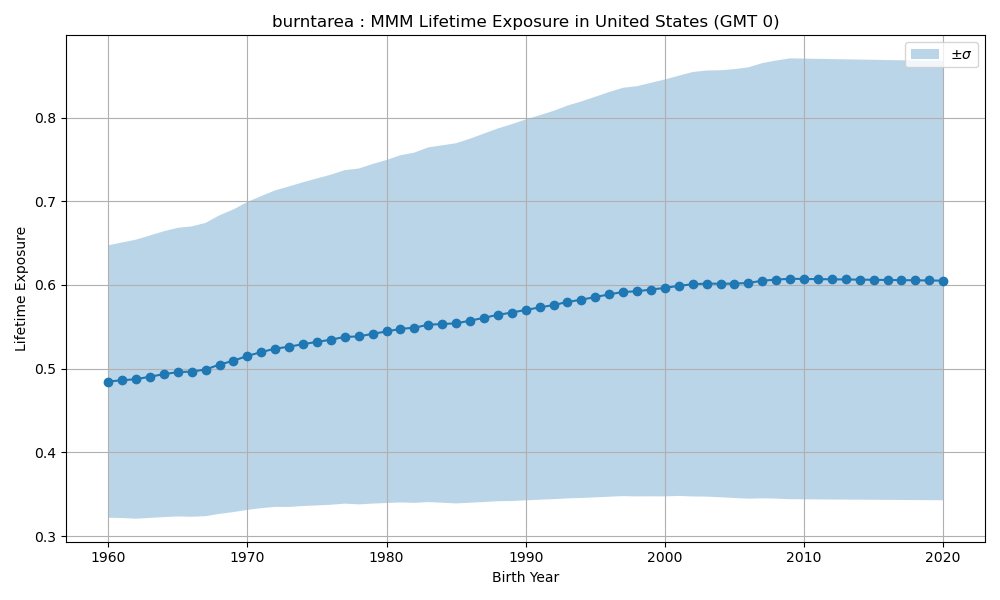 burntarea : MMM Lifetime Exposure in United States (GMT 0)
±σ
Lifetime Exposure
0.8
0.7
0.6
0.5
0.4
0.3
1960 1970 1980 1990 2000 2010 2020
Birth Year